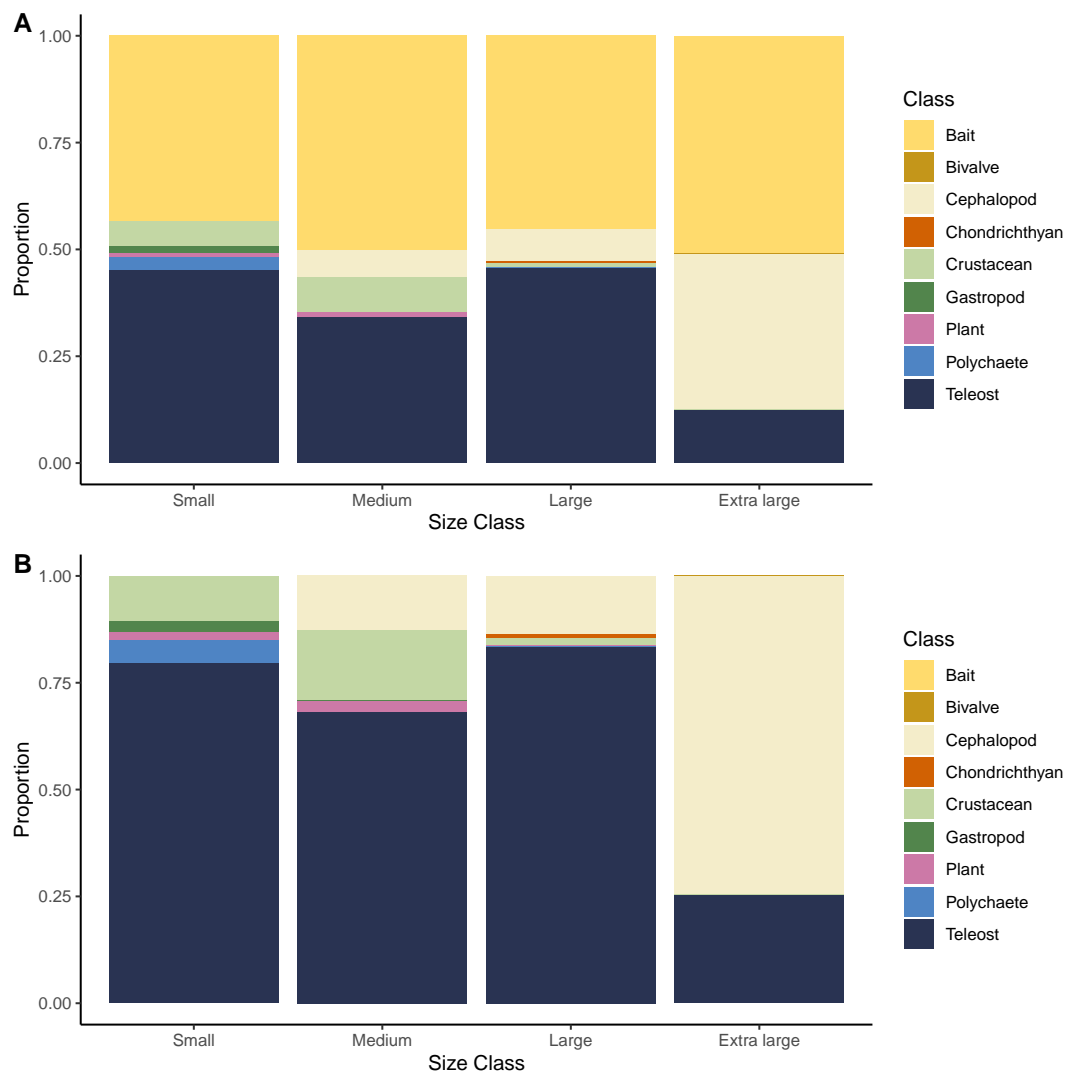 A
1.00
0.75
0.50
0.25
0.00
Proportion
Small Medium Large Extra large
Size Class
Class
Bait
Bivalve
Cephalopod
Chondrichthyan
Crustacean
Gastropod
Plant
Polychaete
Teleost
B
1.00
0.75
0.50
0.25
0.00
Proportion
Small Medium Large Extra large
Size Class
Class
Bait
Bivalve
Cephalopod
Chondrichthyan
Crustacean
Gastropod
Plant
Polychaete
Teleost